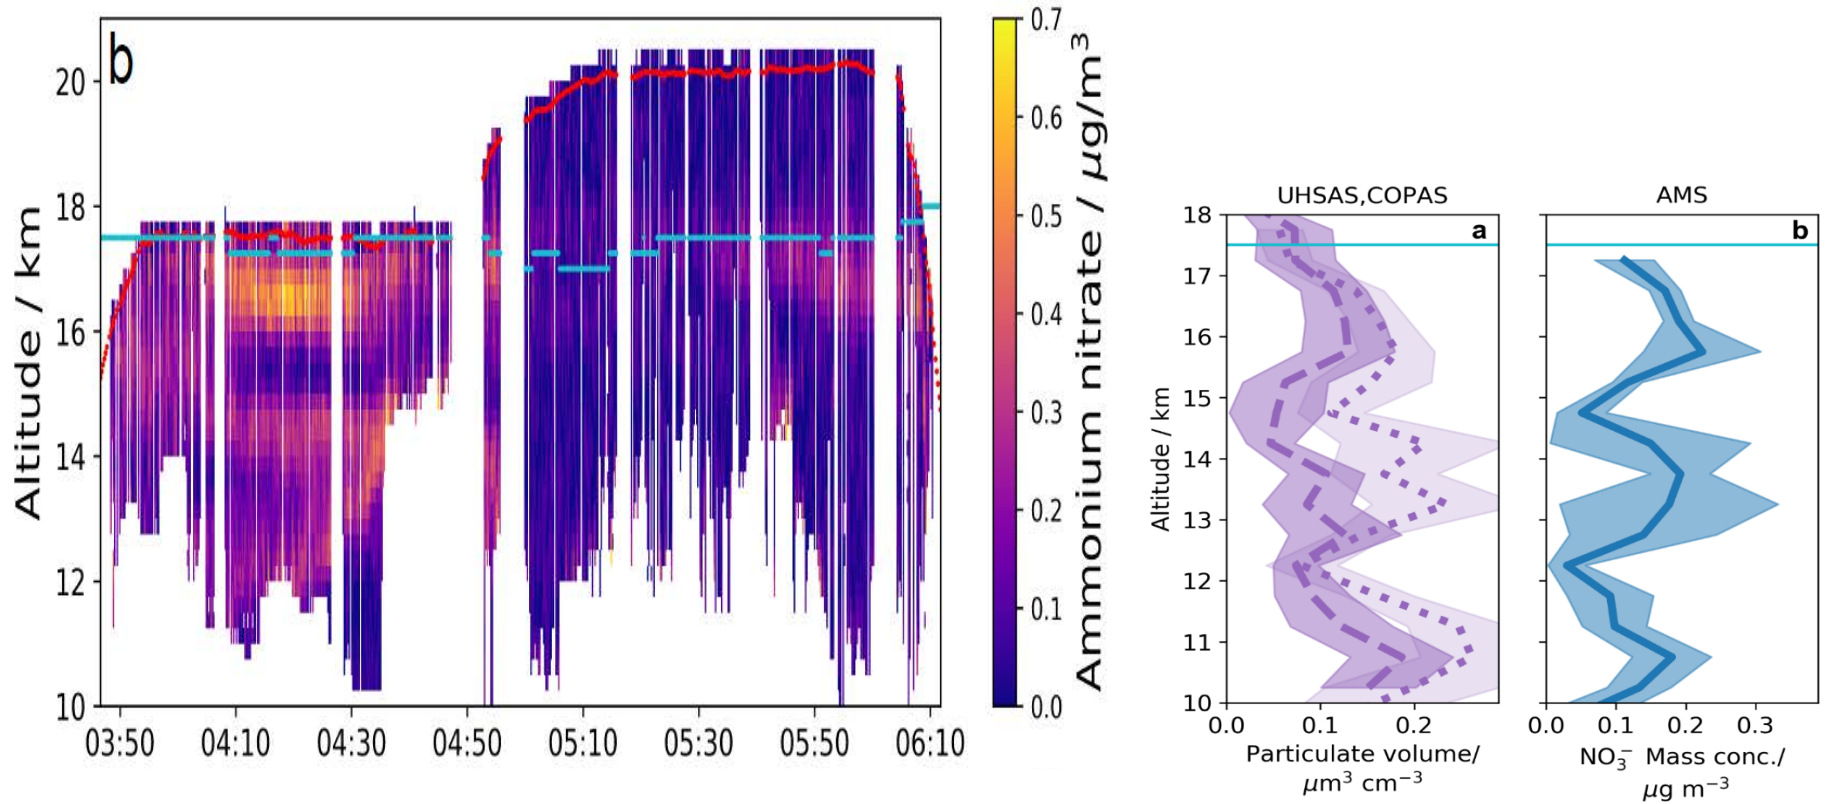 b
Altitude / km
20
18
16
14
12
10
03:50 04:10 04:30 04:50 05:10 05:30 05:50 06:10
0.7
0.6
0.5
0.4
0.3
0.2
0.1
0.0
Ammonium nitrate / μg/m³
UHSAS,COPAS
a
Altitude / km
18
17
16
15
14
13
12
11
10
0.0 0.1 0.2
Particulate volume/
μm³ cm⁻³
AMS
b
0.0 0.1 0.2 0.3
NO₃⁻ Mass conc./
μg m⁻³